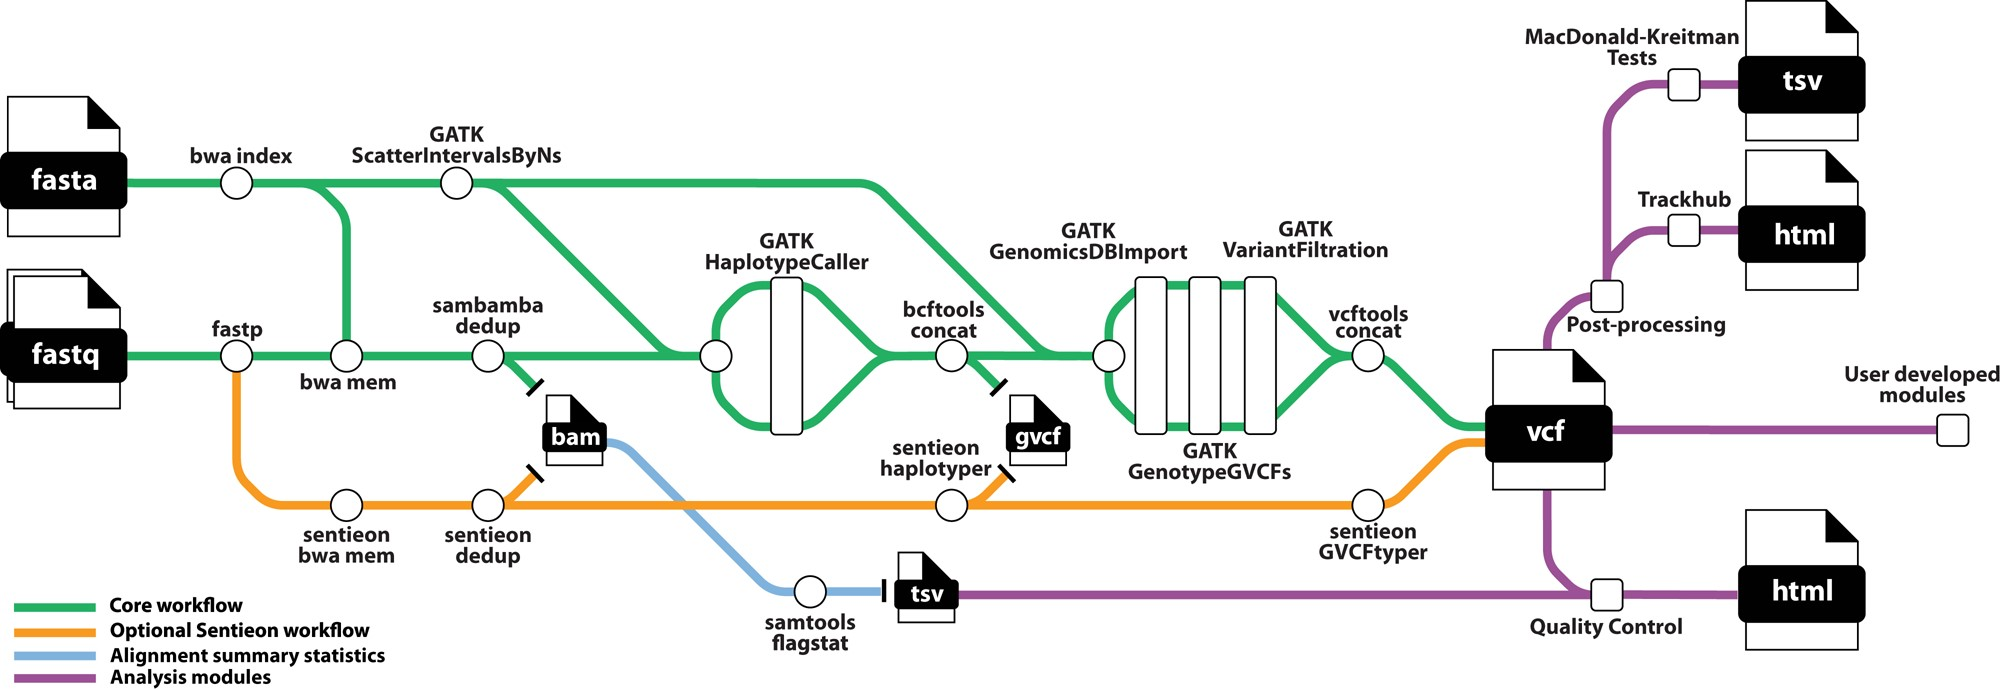 MacDonald-Kreitman
Tests
tsv
GATK
bwa index
ScatterIntervalsByNs
fasta
Trackhub
html
GATK
HaplotypeCaller
GATK
GenomicsDBImport
GATK
VariantFiltration
fastq
fastp
bwa mem
sambamba
dedup
bcftools
concat
vcftools
concat
Post-processing
User developed
modules
bam
gvcf
vcf
sentieon
haplotyper
GATK
GenotypeGVCFs
sentieon
bwa mem
sentieon
dedup
sentieon
GVCFtyper
samtools
flagstat
tsv
Quality Control
html
Core workflow
Optional Sentieon workflow
Alignment summary statistics
Analysis modules